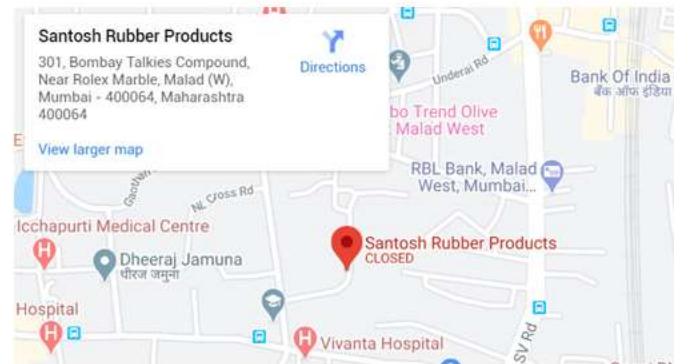 Santosh Rubber Products
301, Bombay Talkies Compound,
Near Rolex Marble, Malad (W),
Mumbai - 400064, Maharashtra
400064
Directions
View larger map
Underai Rd
Bank Of India
बैंक ऑफ इंडिया
Trend Olive
Malad West
RBL Bank, Malad
West, Mumbai...
NL Cross Rd
Icchapurti Medical Centre
Dheeraj Jamuna
धीरज जमुना
Santosh Rubber Products
CLOSED
Hospital
Vivanta Hospital
SV Rd